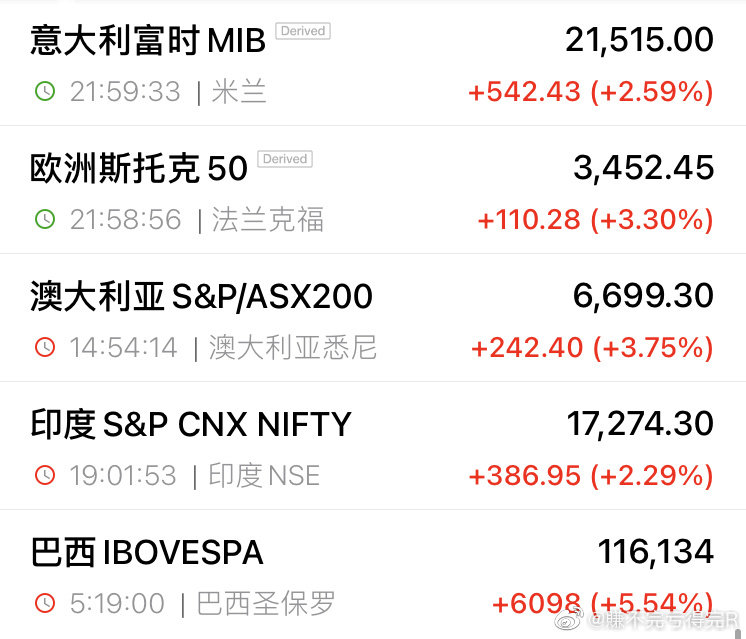 意大利富时 MIB Derived 21,515.00
21:59:33 | 米兰 +542.43 (+2.59%)
欧洲斯托克 50 Derived 3,452.45
21:58:56 | 法兰克福 +110.28 (+3.30%)
澳大利亚 S&P/ASX200 6,699.30
14:54:14 | 澳大利亚悉尼 +242.40 (+3.75%)
印度 S&P CNX NIFTY 17,274.30
19:01:53 | 印度 NSE +386.95 (+2.29%)
巴西 IBOVESPA 116,134
5:19:00 | 巴西圣保罗 +6098 (+5.54%)
@赚不完亏得完R